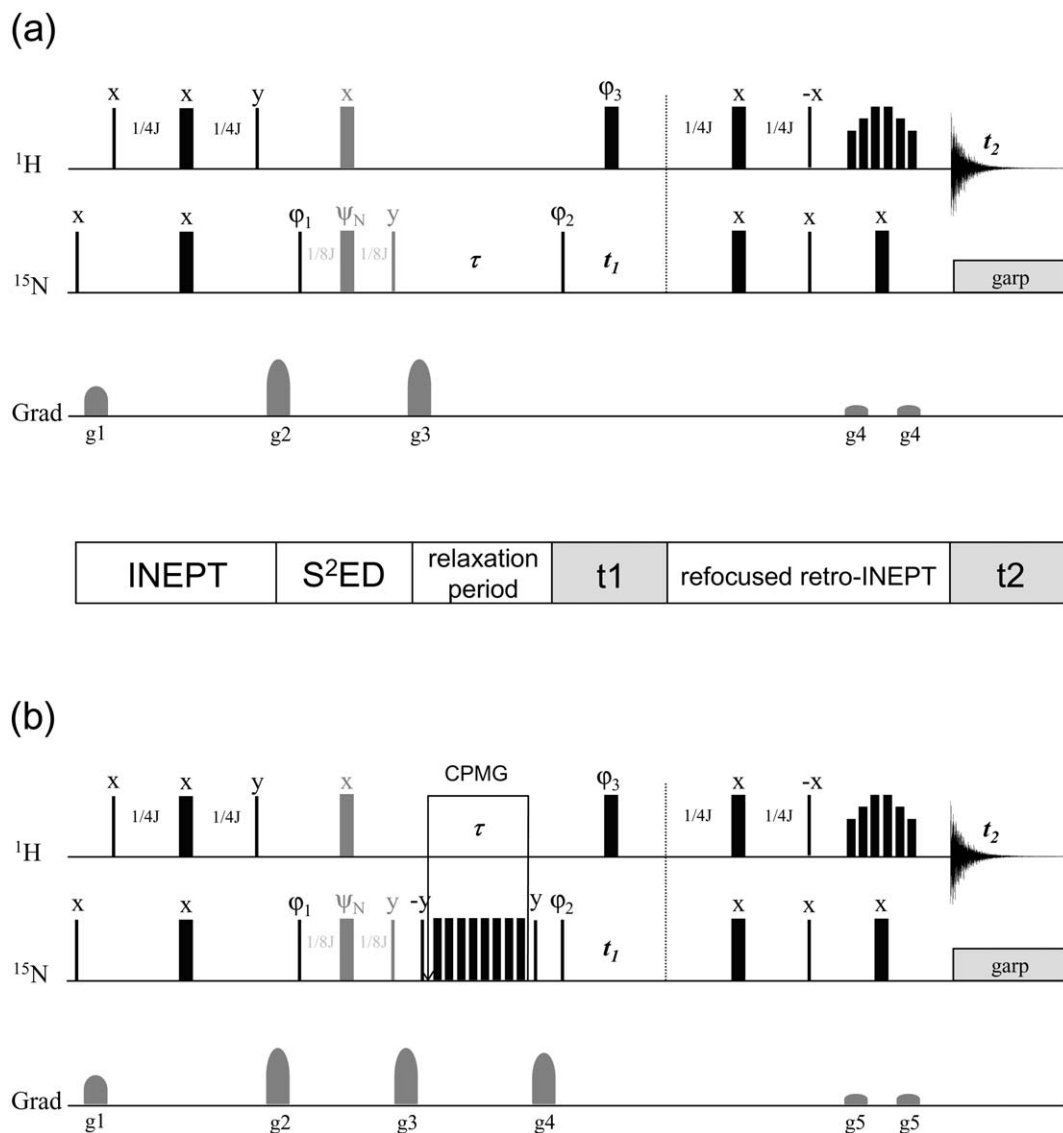 (a)
x x y x φ3 x -x
1/4J 1/4J 1/4J 1/4J t2
1H
x x φ1 ψN y φ2 x x x
1/8J 1/8J τ t1
15N garp
Grad
g1 g2 g3 g4 g4
INEPT S²ED relaxation period t1 refocused retro-INEPT t2
(b)
CPMG
x x y x φ3 x -x
1/4J 1/4J τ 1/4J 1/4J t2
1H
x x φ1 ψN y -y y φ2 x x x
1/8J 1/8J t1
15N garp
Grad
g1 g2 g3 g4 g5 g5